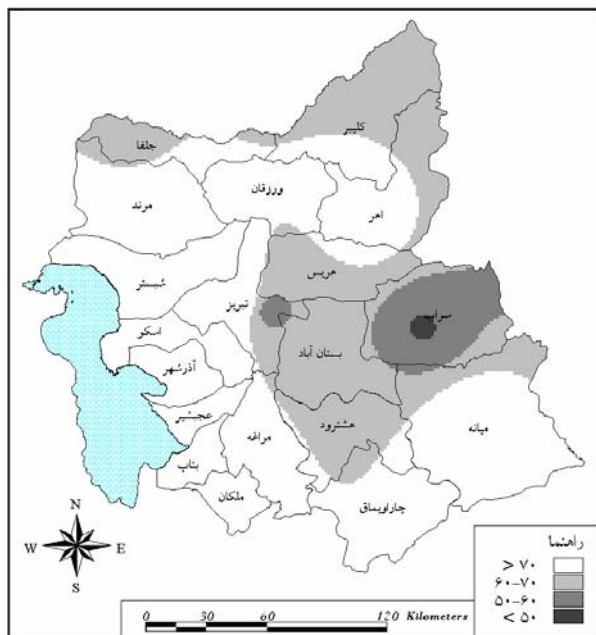 کلیبر
جلفا
ورزقان
مرند
اهر
هریس
شبستر
تبریز
سراب
اسکو
بستان آباد
آذرشهر
عجبشیر
هشترود
میانه
مراغه
بناب
ملکان
چاراویماق
N
W E
S
راهنما
> ۷۰
۶۰-۷۰
۵۰-۶۰
< ۵۰
0 30 60 120 Kilometers